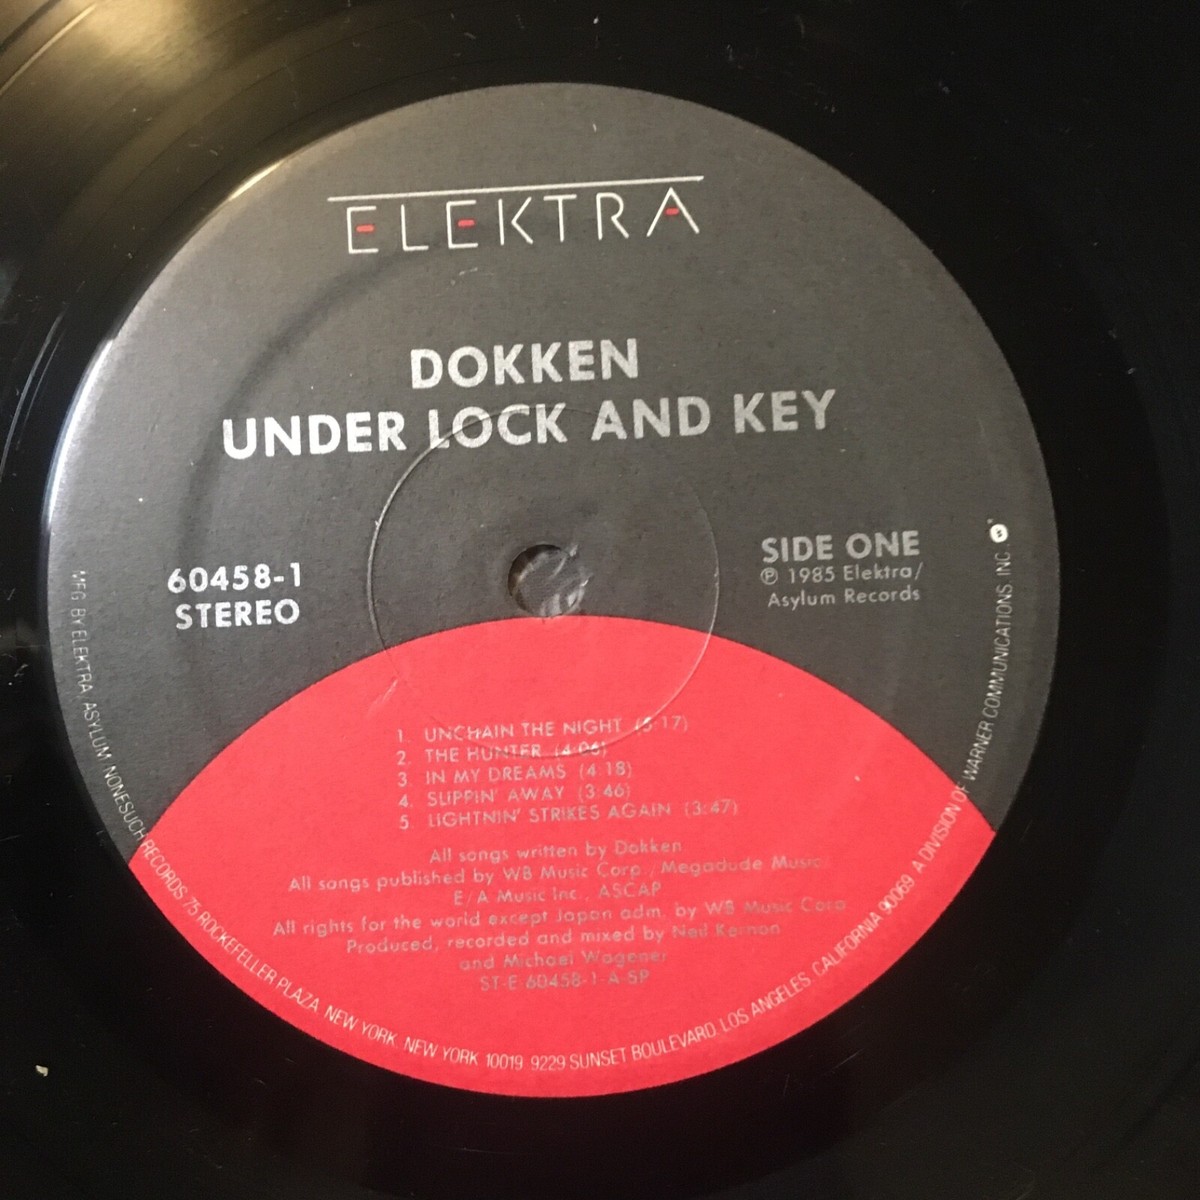 ELEKTRA
DOKKEN
UNDER LOCK AND KEY
60458-1
STEREO
SIDE ONE
℗ 1985 Elektra/
Asylum Records
1. UNCHAIN THE NIGHT (5:17)
2. THE HUNTER (4:06)
3. IN MY DREAMS (4:18)
4. SLIPPIN' AWAY (3:46)
5. LIGHTNIN' STRIKES AGAIN (3:47)
All songs written by Dokken
All songs published by WB Music Corp./Megadude Music
E/A Music Inc., ASCAP
All rights for the world except Japan adm. by WB Music Corp
Produced, recorded and mixed by Neil Kernon
and Michael Wagener
ST-E-60458-1-A-SP
MFG. BY ELEKTRA/ASYLUM/NONESUCH RECORDS, 75 ROCKEFELLER PLAZA, NEW YORK, NEW YORK 10019 9229 SUNSET BOULEVARD, LOS ANGELES, CALIFORNIA 90069. A DIVISION OF WARNER COMMUNICATIONS INC.